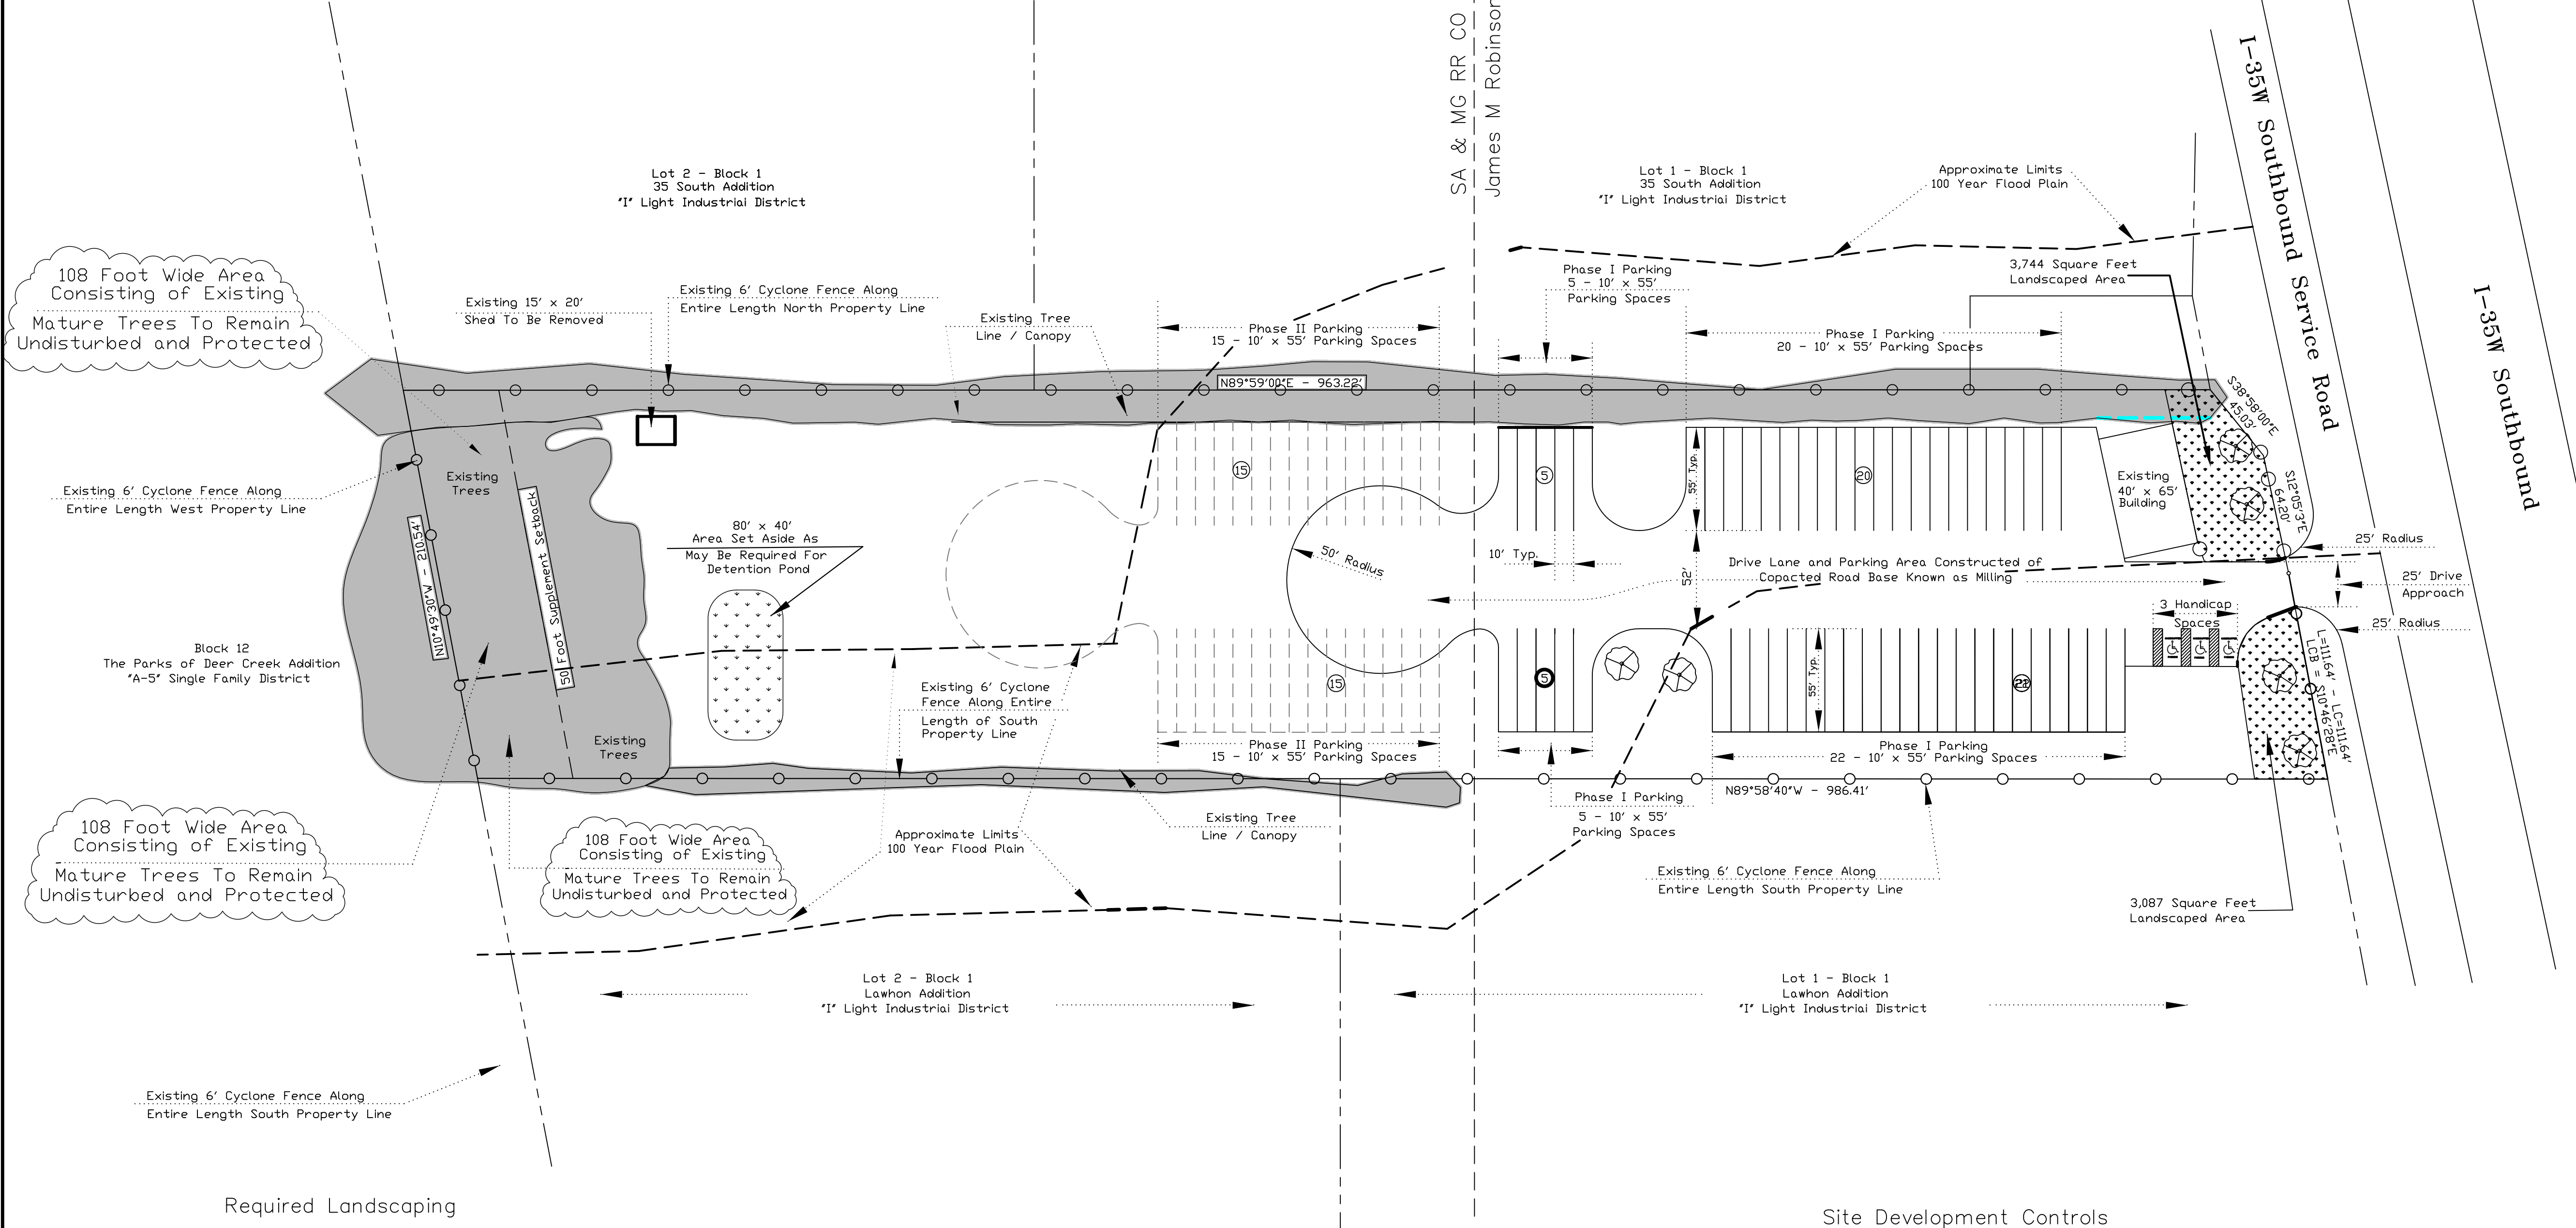 SA & MG RR CO
James M Robinson
I-35W Southbound Service Road
I-35W Southbound
Lot 2 - Block 1
35 South Addition
"I" Light Industrial District
Lot 1 - Block 1
35 South Addition
"I" Light Industrial District
Approximate Limits
100 Year Flood Plain
108 Foot Wide Area
Consisting of Existing
Mature Trees To Remain
Undisturbed and Protected
Existing 15' x 20'
Shed To Be Removed
Existing 6' Cyclone Fence Along
Entire Length North Property Line
Existing Tree
Line / Canopy
Phase II Parking
15 - 10' x 55' Parking Spaces
Phase I Parking
5 - 10' x 55'
Parking Spaces
Phase I Parking
20 - 10' x 55' Parking Spaces
3,744 Square Feet
Landscaped Area
N89°59'00"E - 963.22'
S38°58'00"E
45.03'
S12°05'3"E
64.20'
Existing 6' Cyclone Fence Along
Entire Length West Property Line
Existing
Trees
N10°49'30"W - 210.54'
50 Foot Supplement Setback
80' x 40'
Area Set Aside As
May Be Required For
Detention Pond
15
5
20
55' Typ.
50' Radius
10' Typ.
52'
Existing
40' x 65'
Building
Drive Lane and Parking Area Constructed of
Copacted Road Base Known as Milling
25' Radius
25' Drive
Approach
25' Radius
3 Handicap
Spaces
L=111.64' - LC=111.64'
LCB = S10°46'28"E
Block 12
The Parks of Deer Creek Addition
"A-5" Single Family District
Existing
Trees
Existing 6' Cyclone
Fence Along Entire
Length of South
Property Line
15
5
55' Typ.
Phase II Parking
15 - 10' x 55' Parking Spaces
Phase I Parking
22 - 10' x 55' Parking Spaces
N89°58'40"W - 986.41'
Phase I Parking
5 - 10' x 55'
Parking Spaces
108 Foot Wide Area
Consisting of Existing
Mature Trees To Remain
Undisturbed and Protected
108 Foot Wide Area
Consisting of Existing
Mature Trees To Remain
Undisturbed and Protected
Approximate Limits
100 Year Flood Plain
Existing Tree
Line / Canopy
Existing 6' Cyclone Fence Along
Entire Length South Property Line
3,087 Square Feet
Landscaped Area
Lot 2 - Block 1
Lawhon Addition
"I" Light Industrial District
Lot 1 - Block 1
Lawhon Addition
"I" Light Industrial District
Existing 6' Cyclone Fence Along
Entire Length South Property Line
Required Landscaping
Site Development Controls